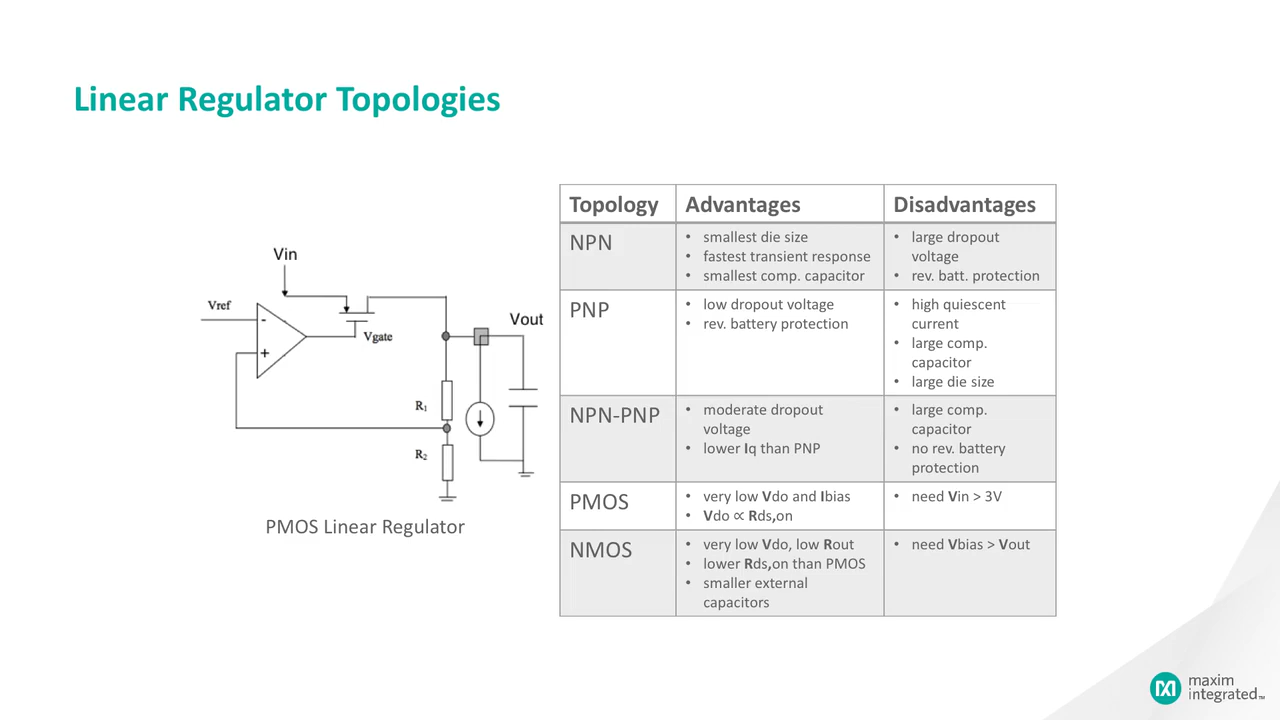 Linear Regulator Topologies
Vin
Vref
-
+
Vgate
Vout
R1
R2
PMOS Linear Regulator
Topology Advantages Disadvantages
NPN
• smallest die size
• fastest transient response
• smallest comp. capacitor
• large dropout
voltage
• rev. batt. protection
PNP
• low dropout voltage
• rev. battery protection
• high quiescent
current
• large comp.
capacitor
• large die size
NPN-PNP
• moderate dropout
voltage
• lower Iq than PNP
• large comp.
capacitor
• no rev. battery
protection
PMOS
• very low Vdo and Ibias
• Vdo ∝ Rds,on
• need Vin > 3V
NMOS
• very low Vdo, low Rout
• lower Rds,on than PMOS
• smaller external
capacitors
• need Vbias > Vout
maxim
integrated™